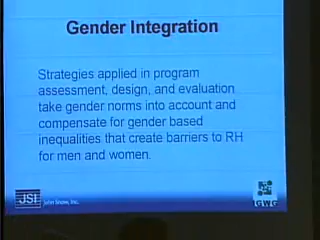 Gender Integration
Strategies applied in program
assessment, design, and evaluation
take gender norms into account and
compensate for gender based
inequalities that create barriers to RH
for men and women.
JSI John Snow, Inc.
IGWG